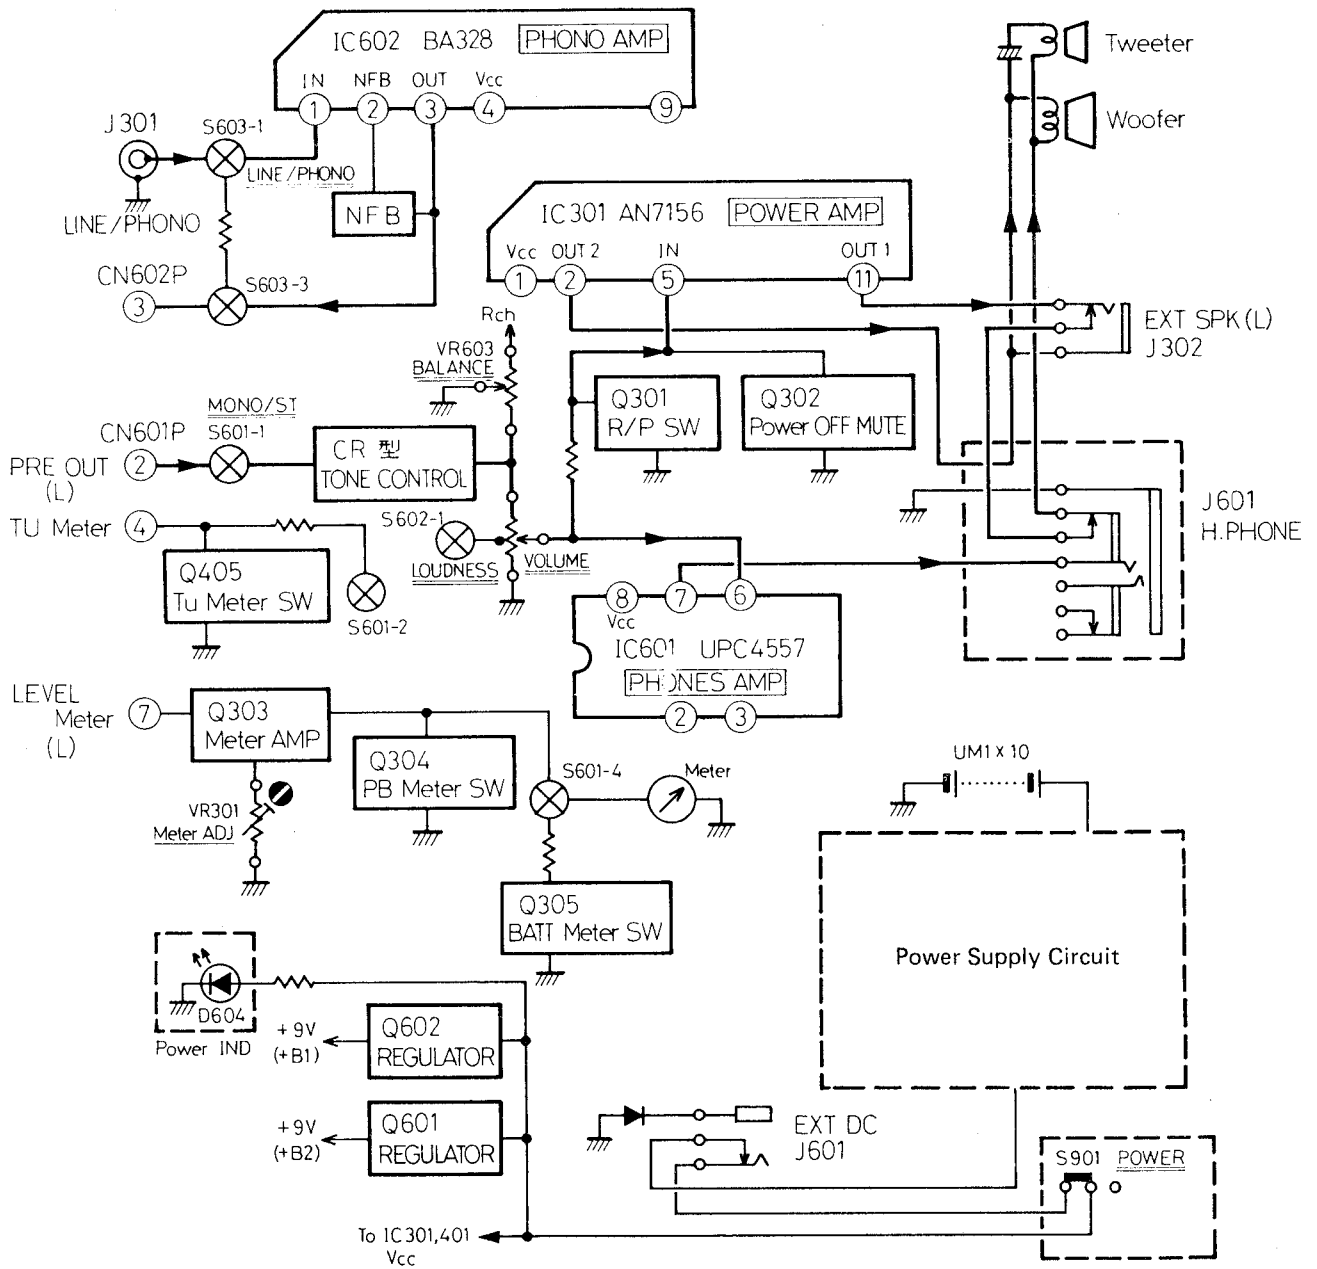 IC602 BA328 PHONO AMP
IN NFB OUT Vcc
1 2 3 4 9
J301
S603-1
LINE/PHONO
NFB
LINE/PHONO
CN602P
3
S603-3
Tweeter
Woofer
IC301 AN7156 POWER AMP
Vcc OUT 2 IN OUT 1
1 2 5 11
EXT SPK (L)
J302
Rch
VR603
BALANCE
Q301
R/P SW
Q302
Power OFF MUTE
MONO/ST
CN601P S601-1
PRE OUT 2
(L)
CR 型
TONE CONTROL
J601
H.PHONE
TU Meter 4
S602-1
LOUDNESS
VOLUME
Q405
Tu Meter SW
S601-2
8 7 6
Vcc
IC601 UPC4557
PHONES AMP
2 3
LEVEL
Meter 7
(L)
Q303
Meter AMP
Q304
PB Meter SW
S601-4
Meter
VR301
Meter ADJ
Q305
BATT Meter SW
UM1 x 10
Power Supply Circuit
D604
Power IND
+9V
(+B1)
Q602
REGULATOR
+9V
(+B2)
Q601
REGULATOR
EXT DC
J601
S901 POWER
To IC301,401
Vcc